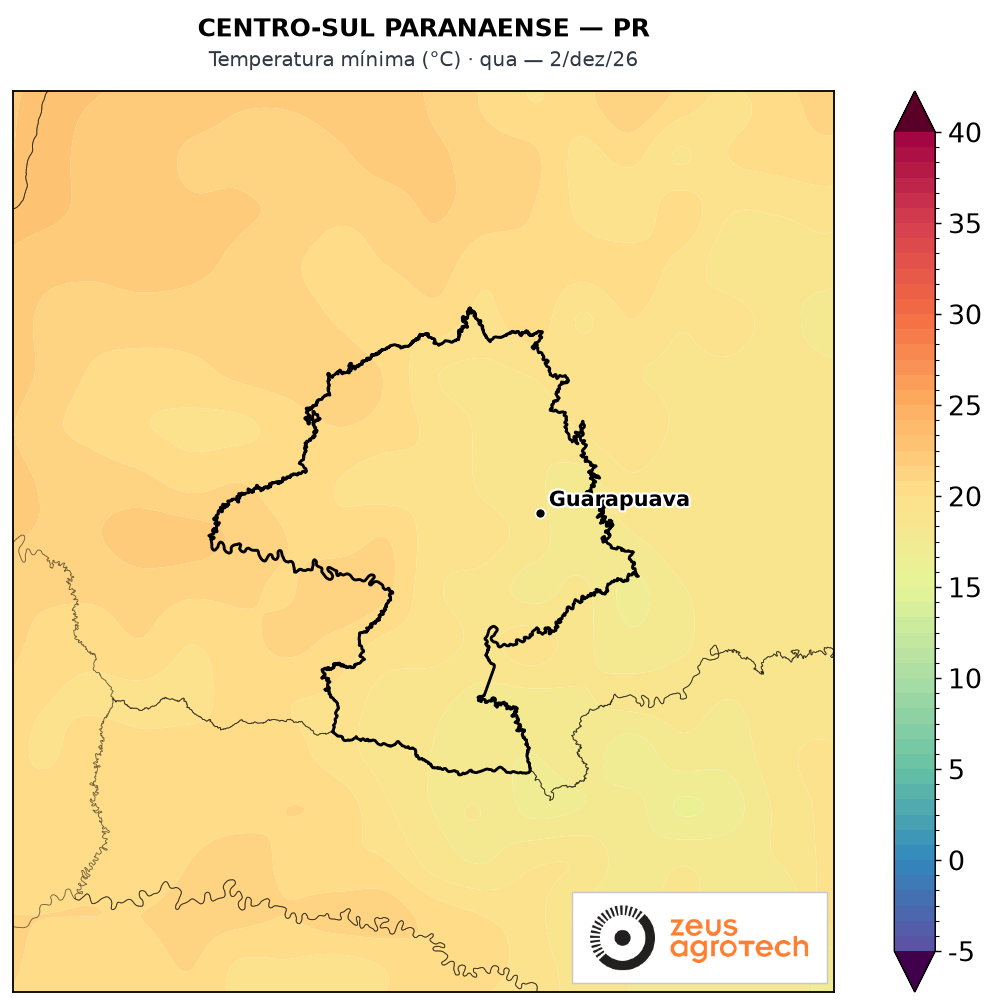 CENTRO-SUL PARANAENSE — PR
Temperatura mínima (°C) · qua — 2/dez/26
40
35
30
25
20
15
10
5
0
-5
Guarapuava
zeus
agrotech